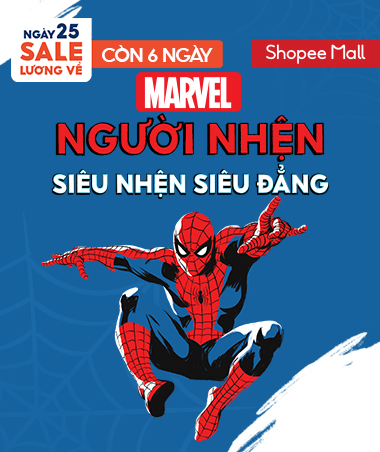 NGÀY 25
SALE
LƯƠNG VỀ
CÒN 6 NGÀY
Shopee Mall
MARVEL
NGƯỜI NHỆN
SIÊU NHỆN SIÊU ĐẲNG